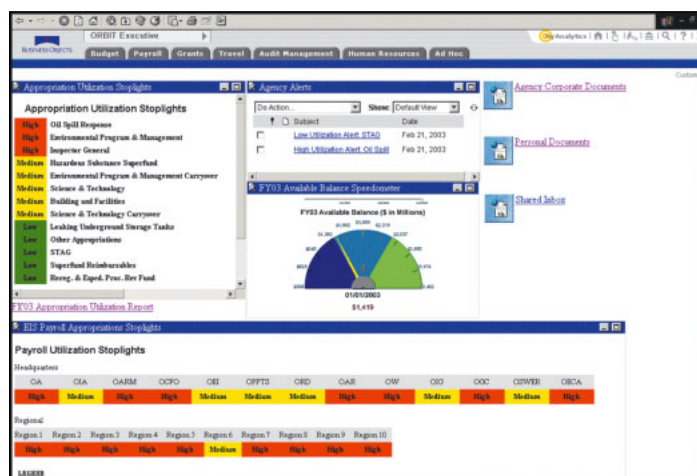 ORBIT Executive
BUSINESS OBJECTS
My Analytics
Budget Payroll Grants Travel Audit Management Human Resources Ad Hoc
Custom
Appropriation Utilization Stoplights
Appropriation Utilization Stoplights
High Oil Spill Response
High Environmental Program & Management
High Inspector General
Medium Hazardous Substance Superfund
Medium Environmental Program & Management Carryover
Medium Science & Technology
Medium Building and Facilities
Medium Science & Technology Carryover
Low Leaking Underground Storage Tanks
Low Other Appropriations
Low STAG
Low Superfund Reimbursables
Low Rereg. & Exped. Proc. Rev Fund
FY03 Appropriation Utilization Report
Agency Alerts
Do Action... Show: Default View
Subject Date
Low Utilization Alert: STAG Feb 21, 2003
High Utilization Alert: Oil Spill Feb 21, 2003
FY03 Available Balance Speedometer
FY03 Available Balance ($ in Millions)
01/01/2003
$1,419
Agency Corporate Documents
Personal Documents
Shared Inbox
EIS Payroll Appropriations Stoplights
Payroll Utilization Stoplights
Headquarters
OA OIA OARM OCFO OEI OPPTS ORD OAR OW OIG OGC OSWER OECA
High Medium High High Medium Medium Medium High High Medium High Medium High
Regional
Region 1 Region 2 Region 3 Region 4 Region 5 Region 6 Region 7 Region 8 Region 9 Region 10
High High High High High Medium High High High High
LEGEND